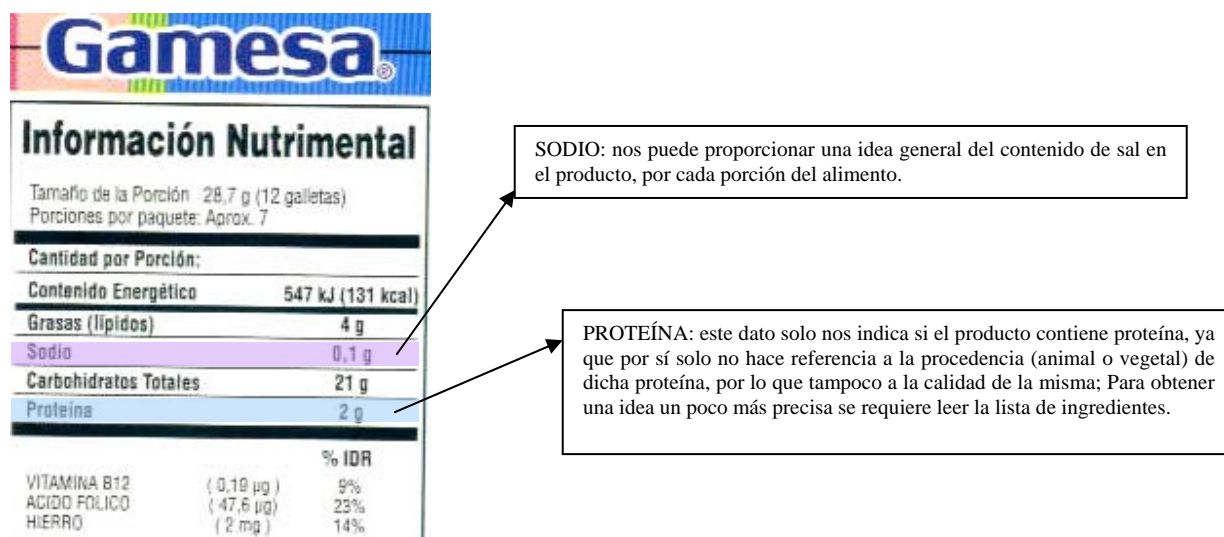 Gamesa®
Información Nutrimental
Tamaño de la Porción 28,7 g (12 galletas)
Porciones por paquete: Aprox. 7
Cantidad por Porción:
Contenido Energético 547 kJ (131 kcal)
Grasas (lípidos) 4 g
Sodio 0,1 g
Carbohidratos Totales 21 g
Proteína 2 g
% IDR
VITAMINA B12 ( 0,19 µg ) 9%
ACIDO FOLICO ( 47,6 µg) 23%
HIERRO ( 2 mg ) 14%
SODIO: nos puede proporcionar una idea general del contenido de sal en
el producto, por cada porción del alimento.
PROTEÍNA: este dato solo nos indica si el producto contiene proteína, ya
que por sí solo no hace referencia a la procedencia (animal o vegetal) de
dicha proteína, por lo que tampoco a la calidad de la misma; Para obtener
una idea un poco más precisa se requiere leer la lista de ingredientes.